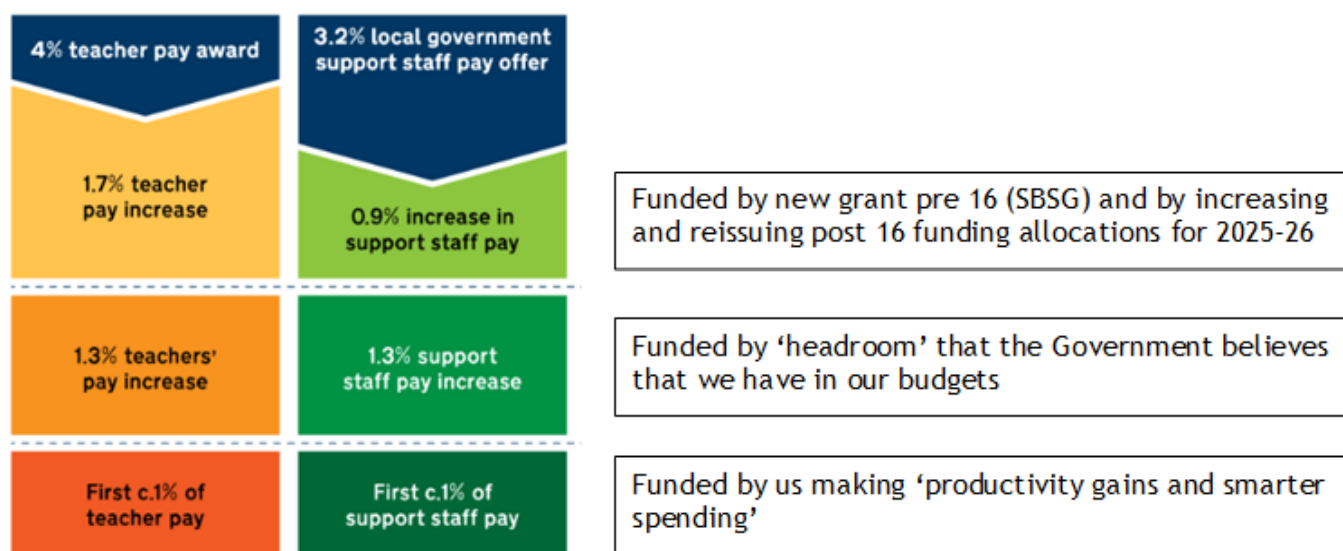 4% teacher pay award
3.2% local government
support staff pay offer
1.7% teacher
pay increase
0.9% increase in
support staff pay
Funded by new grant pre 16 (SBSG) and by increasing
and reissuing post 16 funding allocations for 2025-26
1.3% teachers'
pay increase
1.3% support
staff pay increase
Funded by ‘headroom’ that the Government believes
that we have in our budgets
First c.1% of
teacher pay
First c.1% of
support staff pay
Funded by us making ‘productivity gains and smarter
spending’